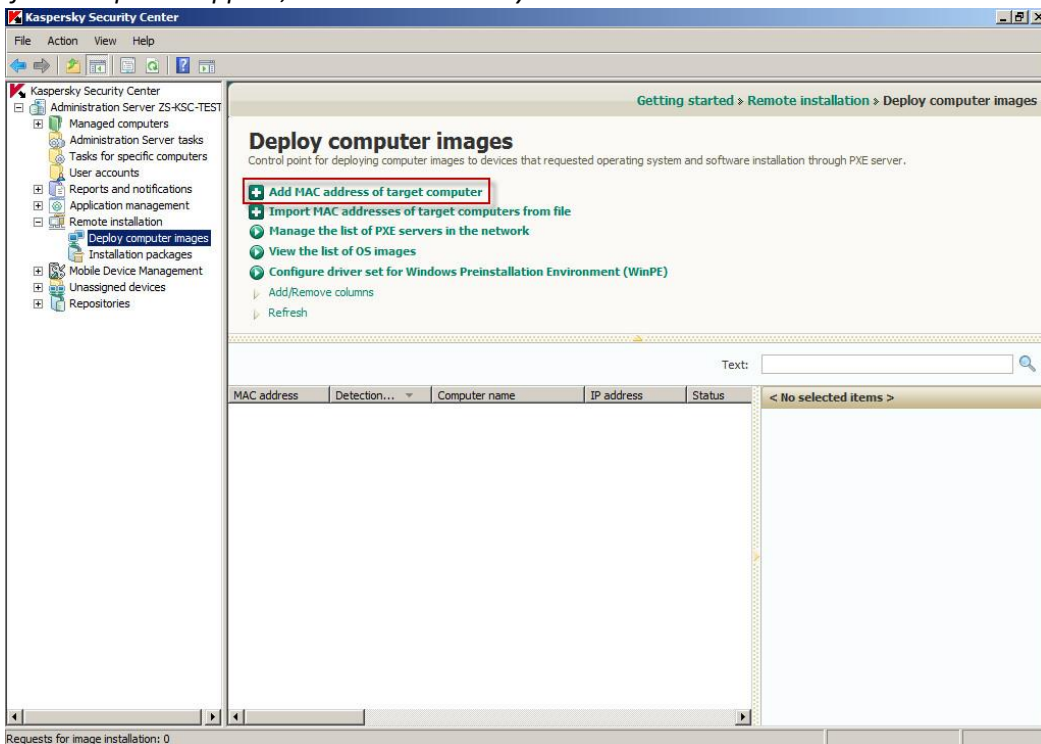 Kaspersky Security Center
File Action View Help
Kaspersky Security Center
Administration Server ZS-KSC-TEST
Managed computers
Administration Server tasks
Tasks for specific computers
User accounts
Reports and notifications
Application management
Remote installation
Deploy computer images
Installation packages
Mobile Device Management
Unassigned devices
Repositories
Getting started > Remote installation > Deploy computer images
Deploy computer images
Control point for deploying computer images to devices that requested operating system and software installation through PXE server.
Add MAC address of target computer
Import MAC addresses of target computers from file
Manage the list of PXE servers in the network
View the list of OS images
Configure driver set for Windows Preinstallation Environment (WinPE)
Add/Remove columns
Refresh
Text:
MAC address Detection... Computer name IP address Status
< No selected items >
Requests for image installation: 0